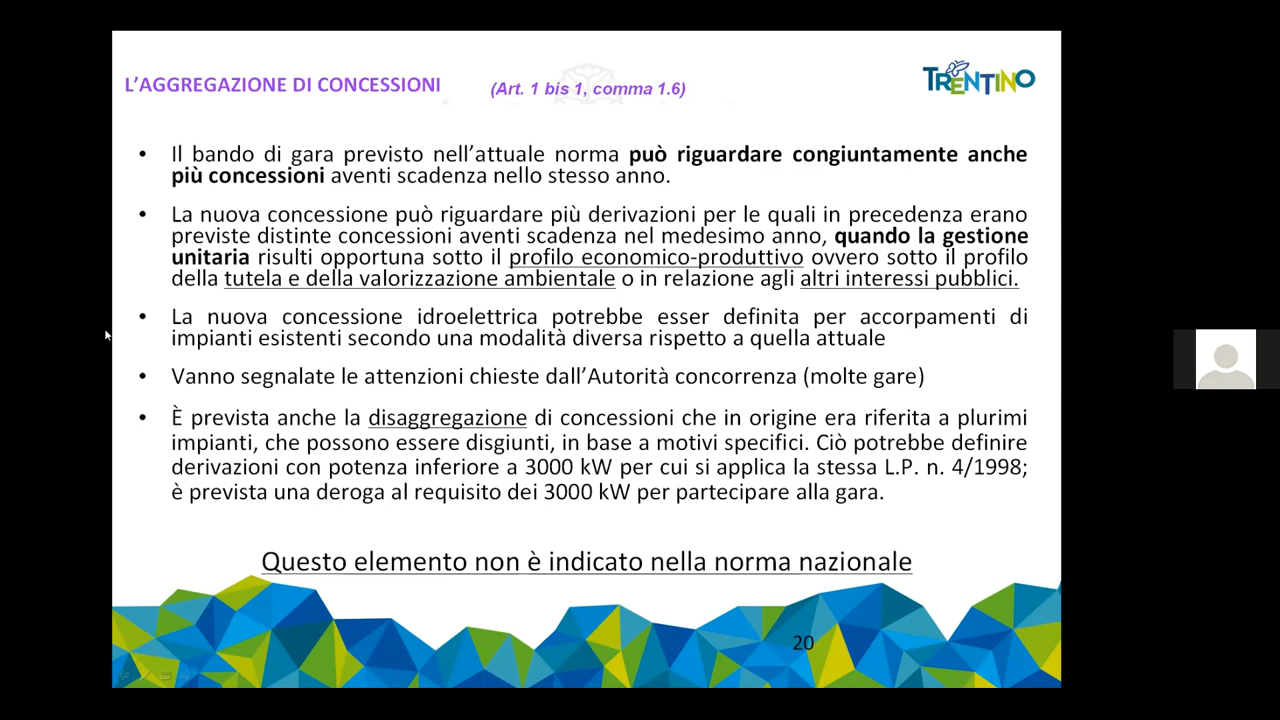 L'AGGREGAZIONE DI CONCESSIONI (Art. 1 bis 1, comma 1.6)
TRENTINO
• Il bando di gara previsto nell'attuale norma può riguardare congiuntamente anche
più concessioni aventi scadenza nello stesso anno.
• La nuova concessione può riguardare più derivazioni per le quali in precedenza erano
previste distinte concessioni aventi scadenza nel medesimo anno, quando la gestione
unitaria risulti opportuna sotto il profilo economico-produttivo ovvero sotto il profilo
della tutela e della valorizzazione ambientale o in relazione agli altri interessi pubblici.
• La nuova concessione idroelettrica potrebbe esser definita per accorpamenti di
impianti esistenti secondo una modalità diversa rispetto a quella attuale
• Vanno segnalate le attenzioni chieste dall'Autorità concorrenza (molte gare)
• È prevista anche la disaggregazione di concessioni che in origine era riferita a plurimi
impianti, che possono essere disgiunti, in base a motivi specifici. Ciò potrebbe definire
derivazioni con potenza inferiore a 3000 kW per cui si applica la stessa L.P. n. 4/1998;
è prevista una deroga al requisito dei 3000 kW per partecipare alla gara.
Questo elemento non è indicato nella norma nazionale
20